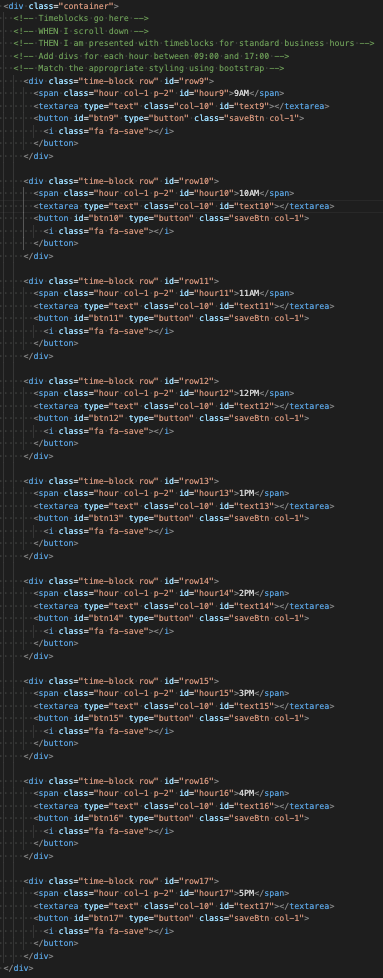 <div class="container">
<!-- Timeblocks go here -->
<!-- WHEN I scroll down -->
<!-- THEN I am presented with timeblocks for standard business hours -->
<!-- Add divs for each hour between 09:00 and 17:00 -->
<!-- Match the appropriate styling using bootstrap -->
<div class="time-block row" id="row9">
<span class="hour col-1 p-2" id="hour9">9AM</span>
<textarea type="text" class="col-10" id="text9"></textarea>
<button id="btn9" type="button" class="saveBtn col-1">
<i class="fa fa-save"></i>
</button>
</div>
<div class="time-block row" id="row10">
<span class="hour col-1 p-2" id="hour10">10AM</span>
<textarea type="text" class="col-10" id="text10"></textarea>
<button id="btn10" type="button" class="saveBtn col-1">
<i class="fa fa-save"></i>
</button>
</div>
<div class="time-block row" id="row11">
<span class="hour col-1 p-2" id="hour11">11AM</span>
<textarea type="text" class="col-10" id="text11"></textarea>
<button id="btn11" type="button" class="saveBtn col-1">
<i class="fa fa-save"></i>
</button>
</div>
<div class="time-block row" id="row12">
<span class="hour col-1 p-2" id="hour12">12PM</span>
<textarea type="text" class="col-10" id="text12"></textarea>
<button id="btn12" type="button" class="saveBtn col-1">
<i class="fa fa-save"></i>
</button>
</div>
<div class="time-block row" id="row13">
<span class="hour col-1 p-2" id="hour13">1PM</span>
<textarea type="text" class="col-10" id="text13"></textarea>
<button id="btn13" type="button" class="saveBtn col-1">
<i class="fa fa-save"></i>
</button>
</div>
<div class="time-block row" id="row14">
<span class="hour col-1 p-2" id="hour14">2PM</span>
<textarea type="text" class="col-10" id="text14"></textarea>
<button id="btn14" type="button" class="saveBtn col-1">
<i class="fa fa-save"></i>
</button>
</div>
<div class="time-block row" id="row15">
<span class="hour col-1 p-2" id="hour15">3PM</span>
<textarea type="text" class="col-10" id="text15"></textarea>
<button id="btn15" type="button" class="saveBtn col-1">
<i class="fa fa-save"></i>
</button>
</div>
<div class="time-block row" id="row16">
<span class="hour col-1 p-2" id="hour16">4PM</span>
<textarea type="text" class="col-10" id="text16"></textarea>
<button id="btn16" type="button" class="saveBtn col-1">
<i class="fa fa-save"></i>
</button>
</div>
<div class="time-block row" id="row17">
<span class="hour col-1 p-2" id="hour17">5PM</span>
<textarea type="text" class="col-10" id="text17"></textarea>
<button id="btn17" type="button" class="saveBtn col-1">
<i class="fa fa-save"></i>
</button>
</div>
</div>